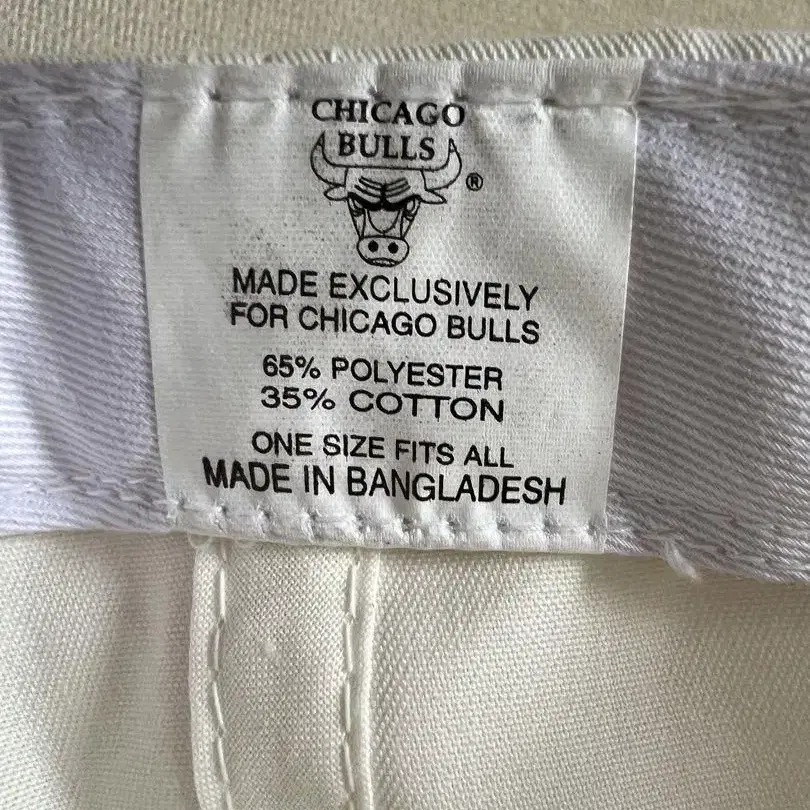 CHICAGO
BULLS
®
MADE EXCLUSIVELY
FOR CHICAGO BULLS
65% POLYESTER
35% COTTON
ONE SIZE FITS ALL
MADE IN BANGLADESH